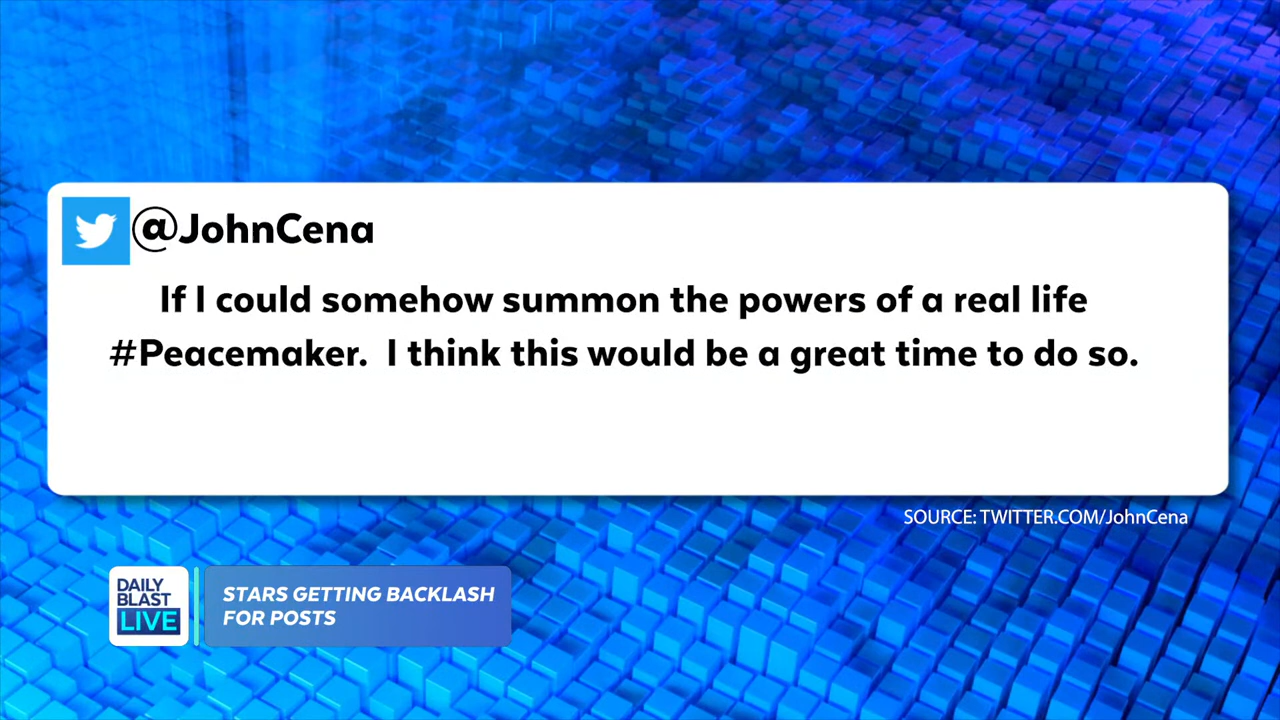 @JohnCena
If I could somehow summon the powers of a real life
#Peacemaker.  I think this would be a great time to do so.
SOURCE: TWITTER.COM/JohnCena
DAILY
BLAST
LIVE
STARS GETTING BACKLASH
FOR POSTS